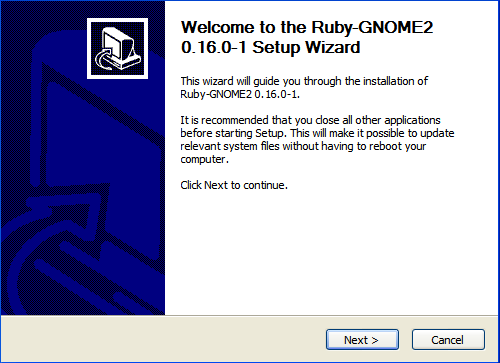 Welcome to the Ruby-GNOME2
0.16.0-1 Setup Wizard
This wizard will guide you through the installation of
Ruby-GNOME2 0.16.0-1.
It is recommended that you close all other applications
before starting Setup. This will make it possible to update
relevant system files without having to reboot your
computer.
Click Next to continue.
Next >
Cancel